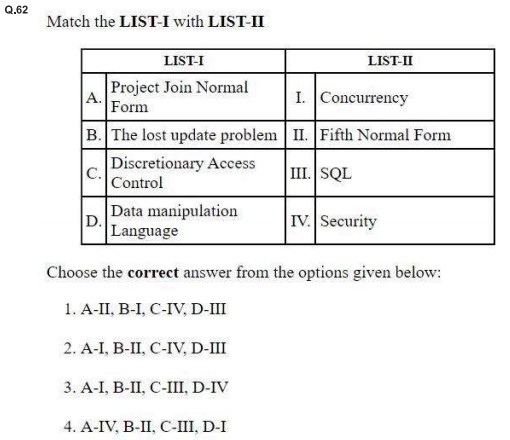 Q.62
Match the LIST-I with LIST-II
LIST-I LIST-II
A. Project Join Normal Form I. Concurrency
B. The lost update problem II. Fifth Normal Form
C. Discretionary Access Control III. SQL
D. Data manipulation Language IV. Security
Choose the correct answer from the options given below:
1. A-II, B-I, C-IV, D-III
2. A-I, B-II, C-IV, D-III
3. A-I, B-II, C-III, D-IV
4. A-IV, B-II, C-III, D-I